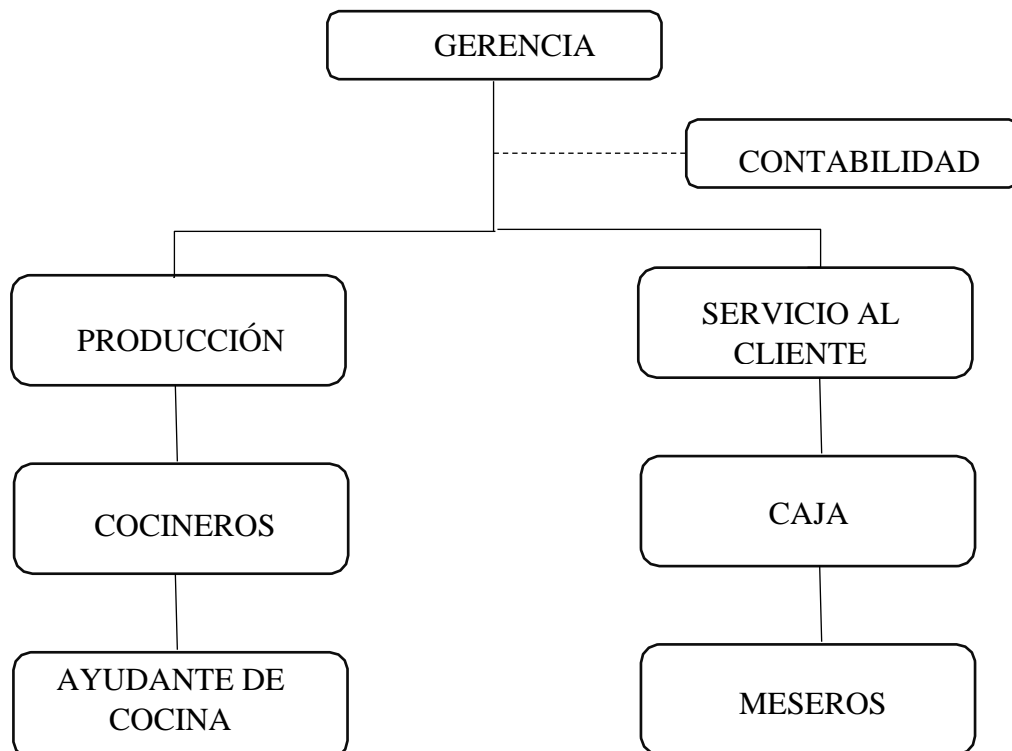 GERENCIA
CONTABILIDAD
PRODUCCIÓN
SERVICIO AL
CLIENTE
COCINEROS
CAJA
AYUDANTE DE
COCINA
MESEROS